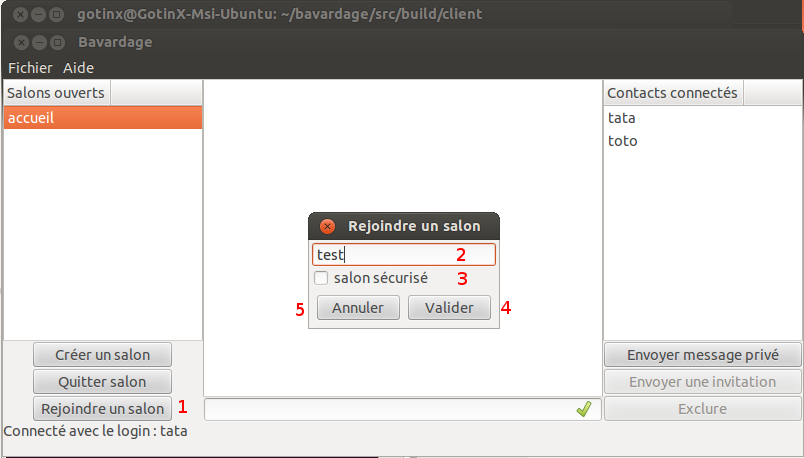 gotinx@GotinX-Msi-Ubuntu: ~/bavardage/src/build/client
Bavardage
Fichier Aide
Salons ouverts
accueil
Contacts connectés
tata
toto
Rejoindre un salon
test 2
salon sécurisé 3
5 Annuler Valider 4
Créer un salon
Quitter salon
Rejoindre un salon 1
Envoyer message privé
Envoyer une invitation
Exclure
Connecté avec le login : tata